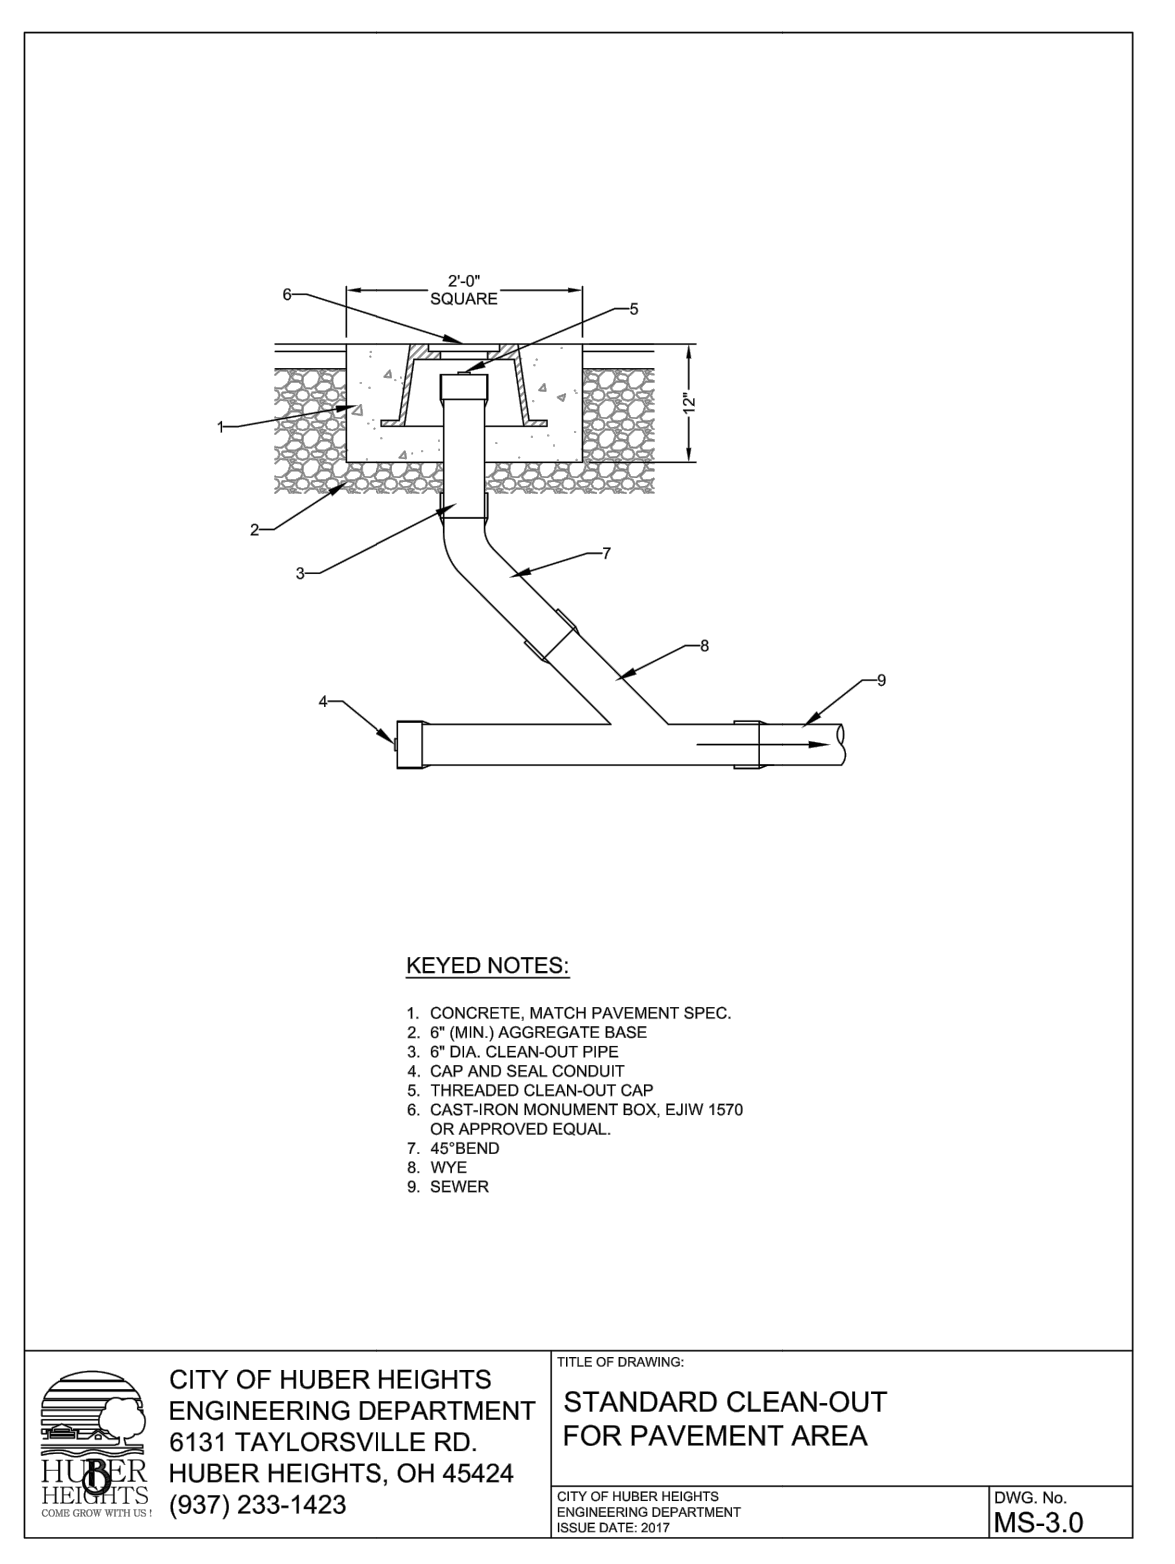 2'-0"
SQUARE
6
5
12"
1
2
3
7
8
9
4
KEYED NOTES:
1. CONCRETE, MATCH PAVEMENT SPEC.
2. 6" (MIN.) AGGREGATE BASE
3. 6" DIA. CLEAN-OUT PIPE
4. CAP AND SEAL CONDUIT
5. THREADED CLEAN-OUT CAP
6. CAST-IRON MONUMENT BOX, EJIW 1570
OR APPROVED EQUAL.
7. 45°BEND
8. WYE
9. SEWER
HUBER
HEIGHTS
COME GROW WITH US !
CITY OF HUBER HEIGHTS
ENGINEERING DEPARTMENT
6131 TAYLORSVILLE RD.
HUBER HEIGHTS, OH 45424
(937) 233-1423
TITLE OF DRAWING:
STANDARD CLEAN-OUT
FOR PAVEMENT AREA
CITY OF HUBER HEIGHTS
ENGINEERING DEPARTMENT
ISSUE DATE: 2017
DWG. No.
MS-3.0